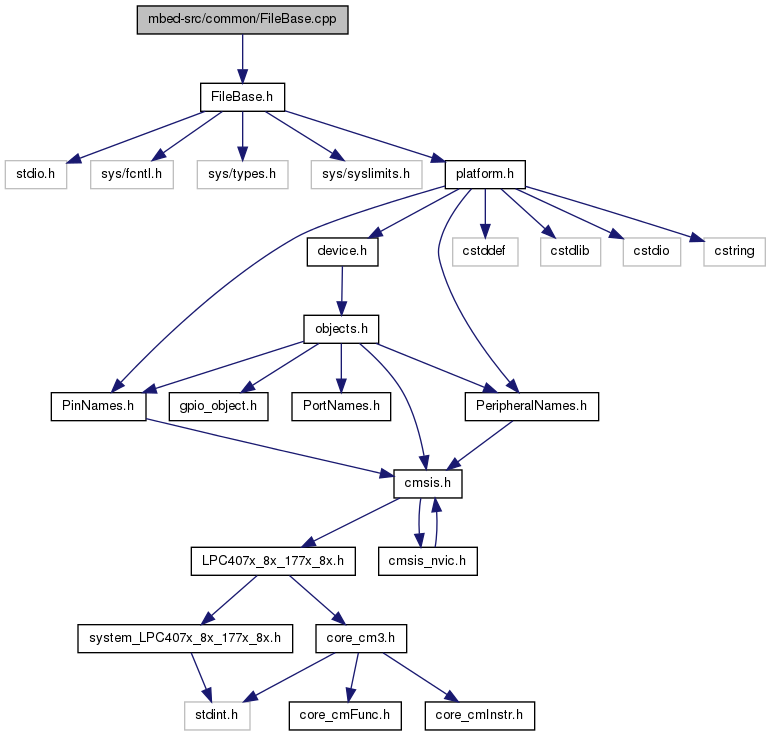 mbed-src/common/FileBase.cpp
FileBase.h
stdio.h
sys/fcntl.h
sys/types.h
sys/syslimits.h
platform.h
device.h
cstddef
cstdlib
cstdio
cstring
objects.h
PinNames.h
gpio_object.h
PortNames.h
PeripheralNames.h
cmsis.h
LPC407x_8x_177x_8x.h
cmsis_nvic.h
system_LPC407x_8x_177x_8x.h
core_cm3.h
stdint.h
core_cmFunc.h
core_cmInstr.h